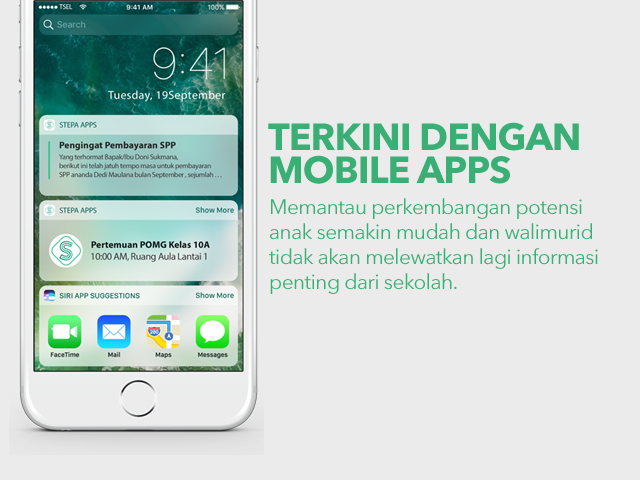 TSEL 9:41 AM 100%
Search
9:41
Tuesday, 19September
STEPA APPS
Pengingat Pembayaran SPP
Yang terhormat Bapak/Ibu Doni Sukmana,
berikut ini telah jatuh tempo masa untuk pembayaran
SPP ananda Dedi Maulana bulan September , sejumlah . . .
STEPA APPS Show More
Pertemuan POMG Kelas 10A
10:00 AM, Ruang Aula Lantai 1
SIRI APP SUGGESTIONS Show More
FaceTime Mail Maps Messages
TERKINI DENGAN
MOBILE APPS
Memantau perkembangan potensi
anak semakin mudah dan walimurid
tidak akan melewatkan lagi informasi
penting dari sekolah.